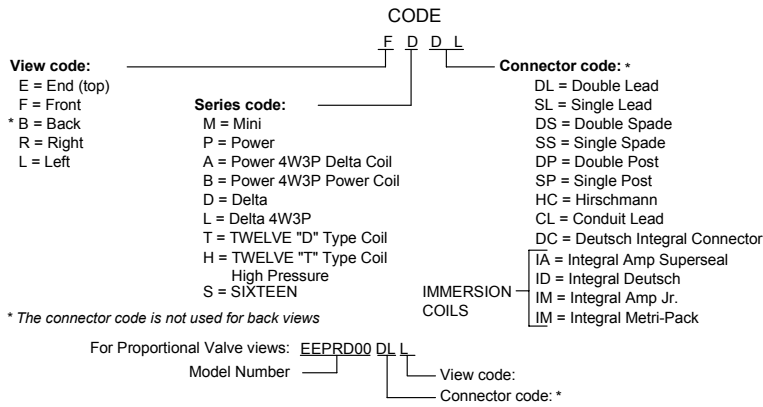 CODE
F D D L
View code:
E = End (top)
F = Front
* B = Back
R = Right
L = Left
Series code:
M = Mini
P = Power
A = Power 4W3P Delta Coil
B = Power 4W3P Power Coil
D = Delta
L = Delta 4W3P
T = TWELVE "D" Type Coil
H = TWELVE "T" Type Coil
High Pressure
S = SIXTEEN
Connector code: *
DL = Double Lead
SL = Single Lead
DS = Double Spade
SS = Single Spade
DP = Double Post
SP = Single Post
HC = Hirschmann
CL = Conduit Lead
DC = Deutsch Integral Connector
IMMERSION
COILS
IA = Integral Amp Superseal
ID = Integral Deutsch
IM = Integral Amp Jr.
IM = Integral Metri-Pack
* The connector code is not used for back views
For Proportional Valve views: EEPRD00 DL L
Model Number
View code:
Connector code: *